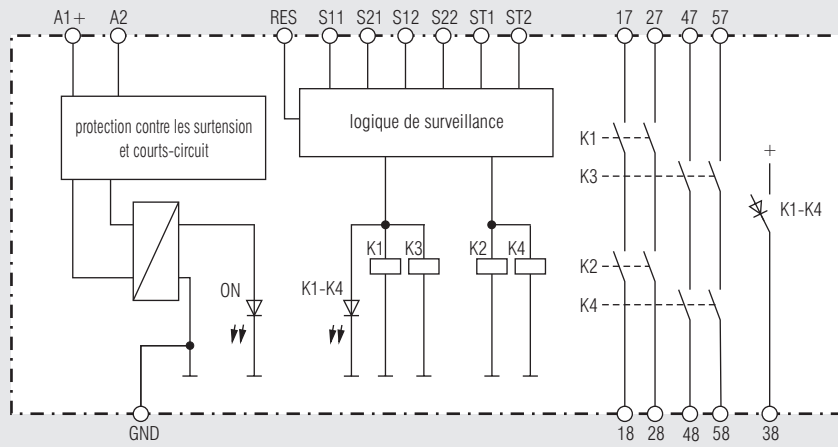 A1+ A2 RES S11 S21 S12 S22 ST1 ST2 17 27 47 57
protection contre les surtension
et courts-circuit
logique de surveillance
K1
K3
+
K1-K4
K2
K4
ON
K1-K4
K1 K3 K2 K4
GND 18 28 48 58 38